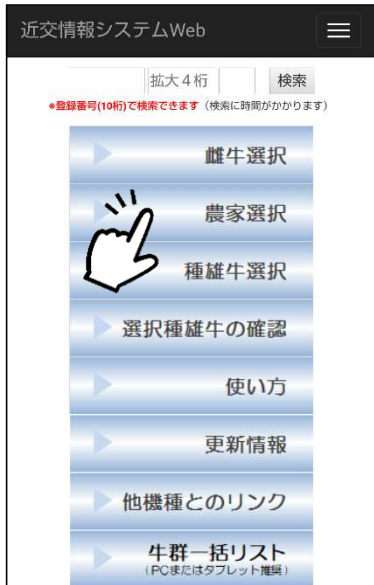 近交情報システムWeb
拡大4桁 検索
*登録番号(10桁)で検索できます（検索に時間がかかります）
雌牛選択
農家選択
種雄牛選択
選択種雄牛の確認
使い方
更新情報
他機種とのリンク
牛群一括リスト
（PCまたはタブレット推奨）